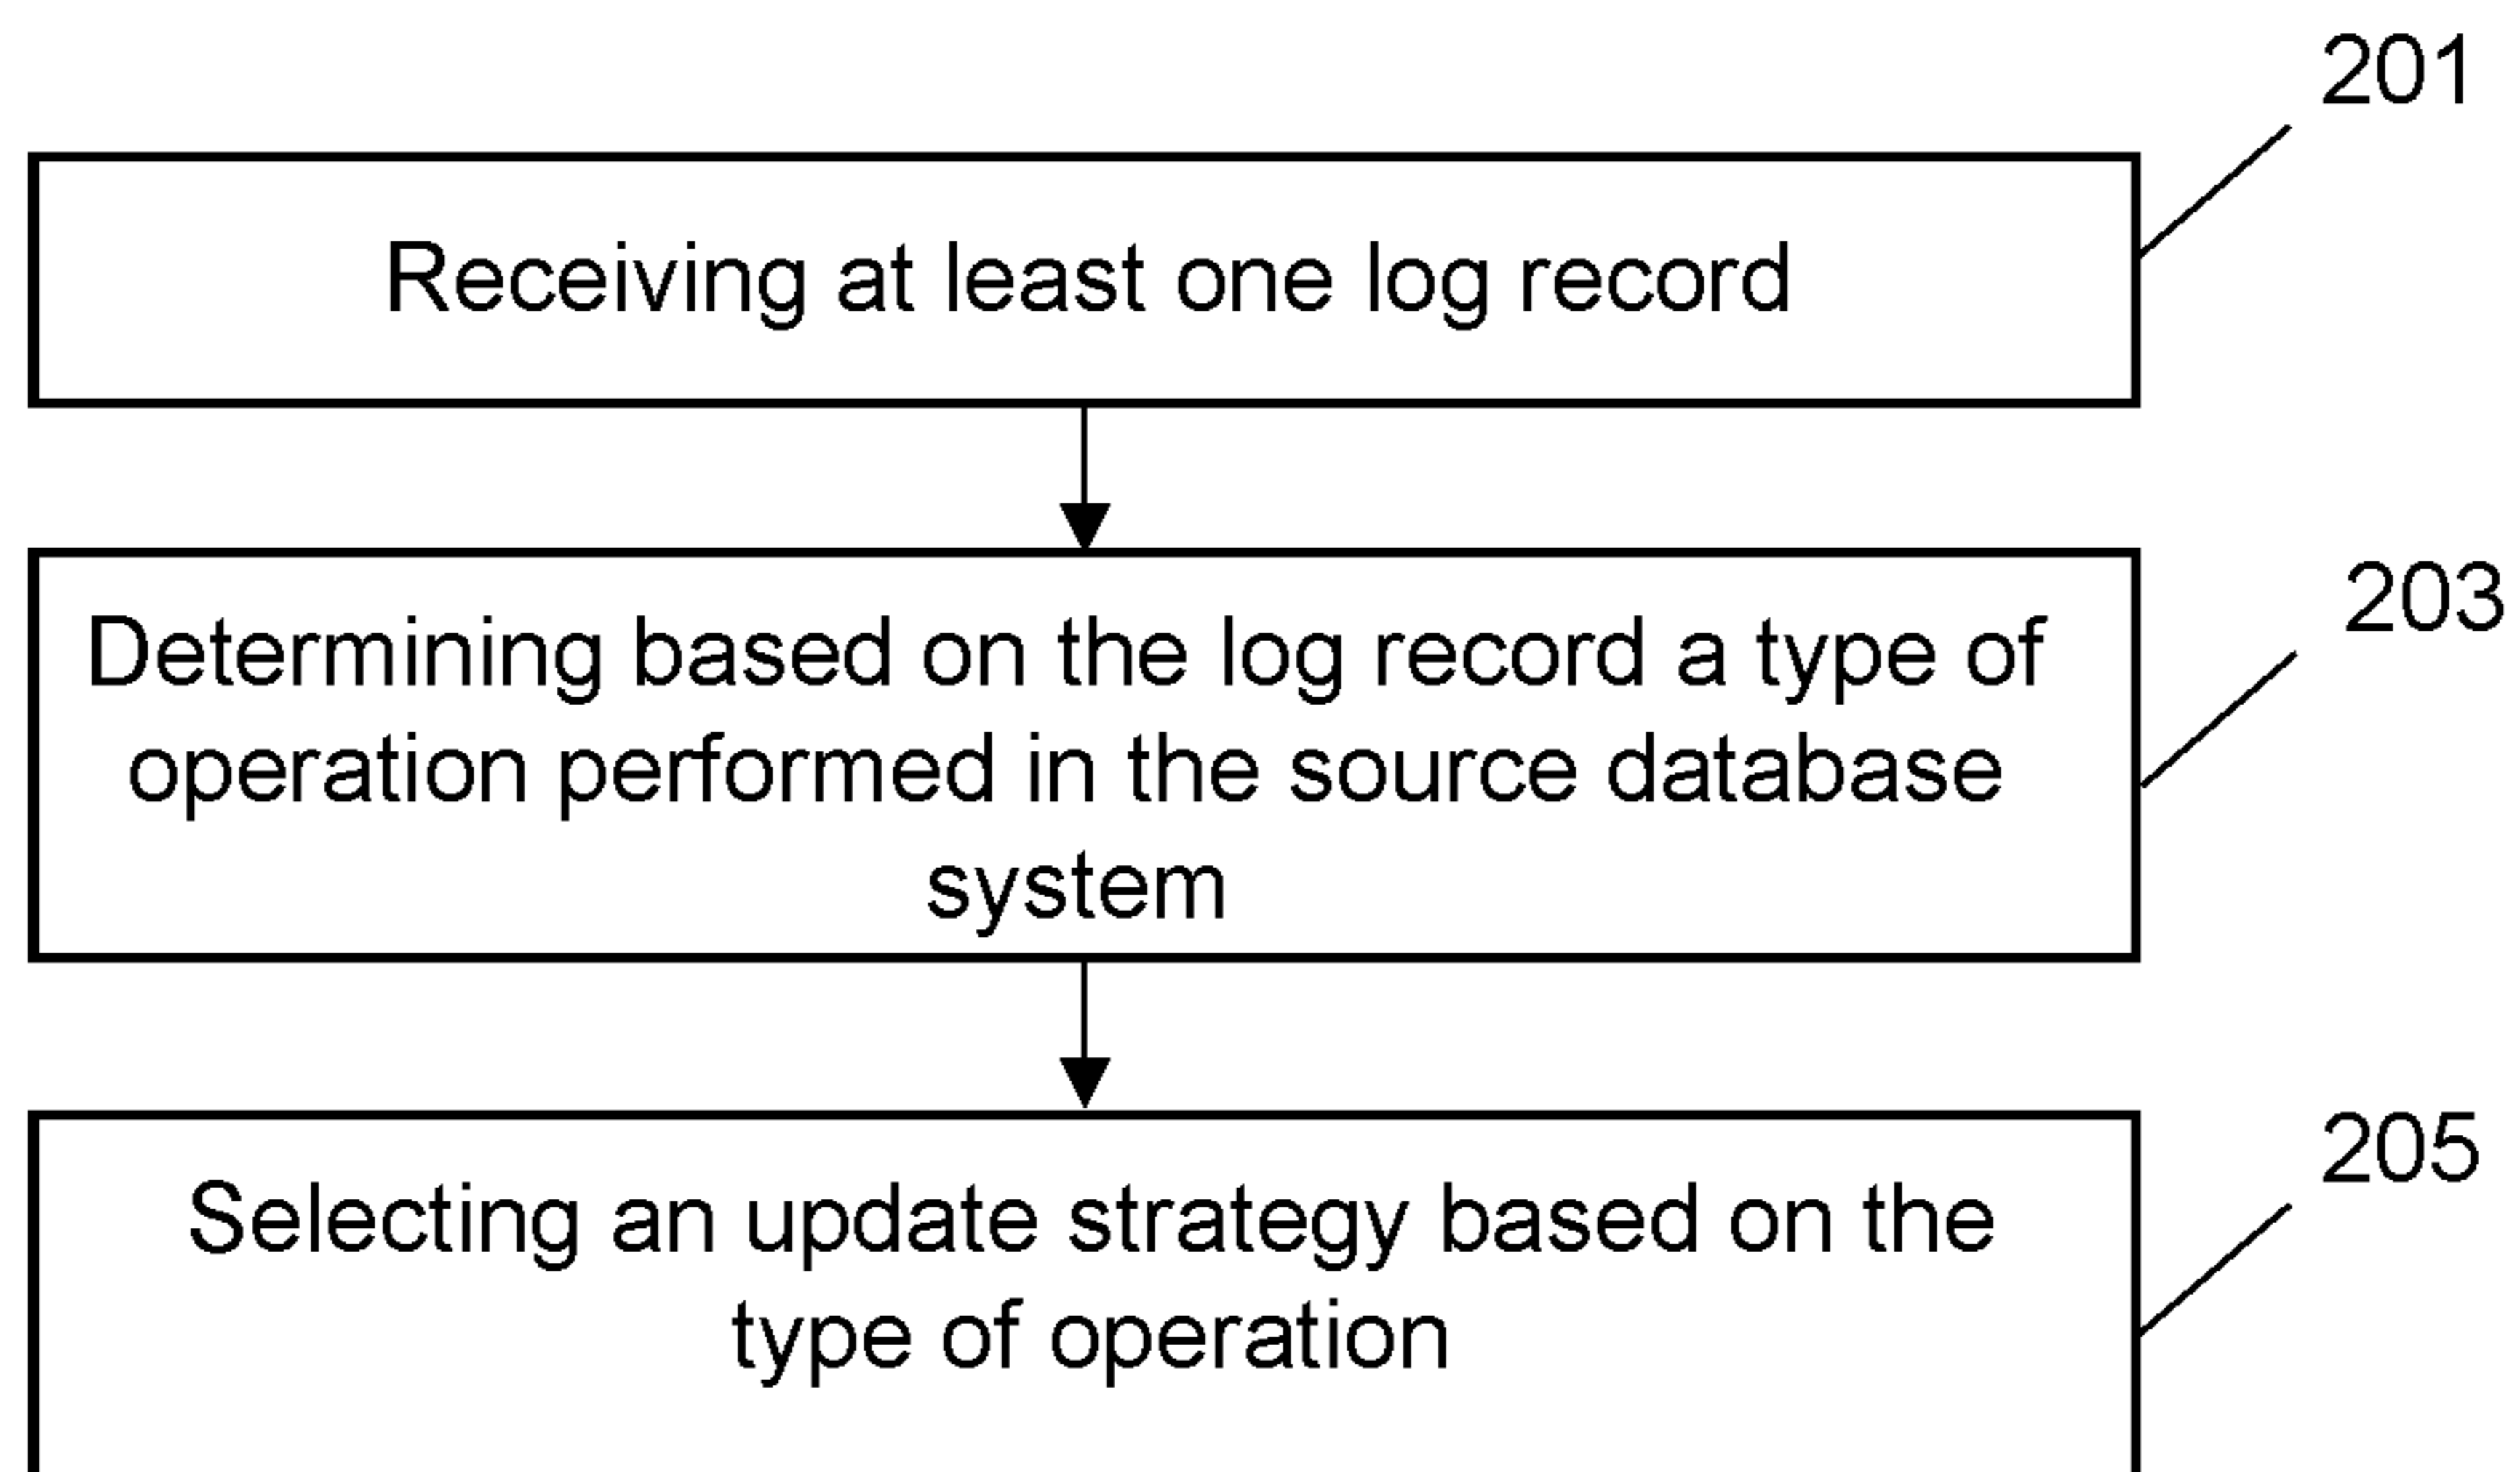 201
Receiving at least one log record
203
Determining based on the log record a type of
operation performed in the source database
system
205
Selecting an update strategy based on the
type of operation